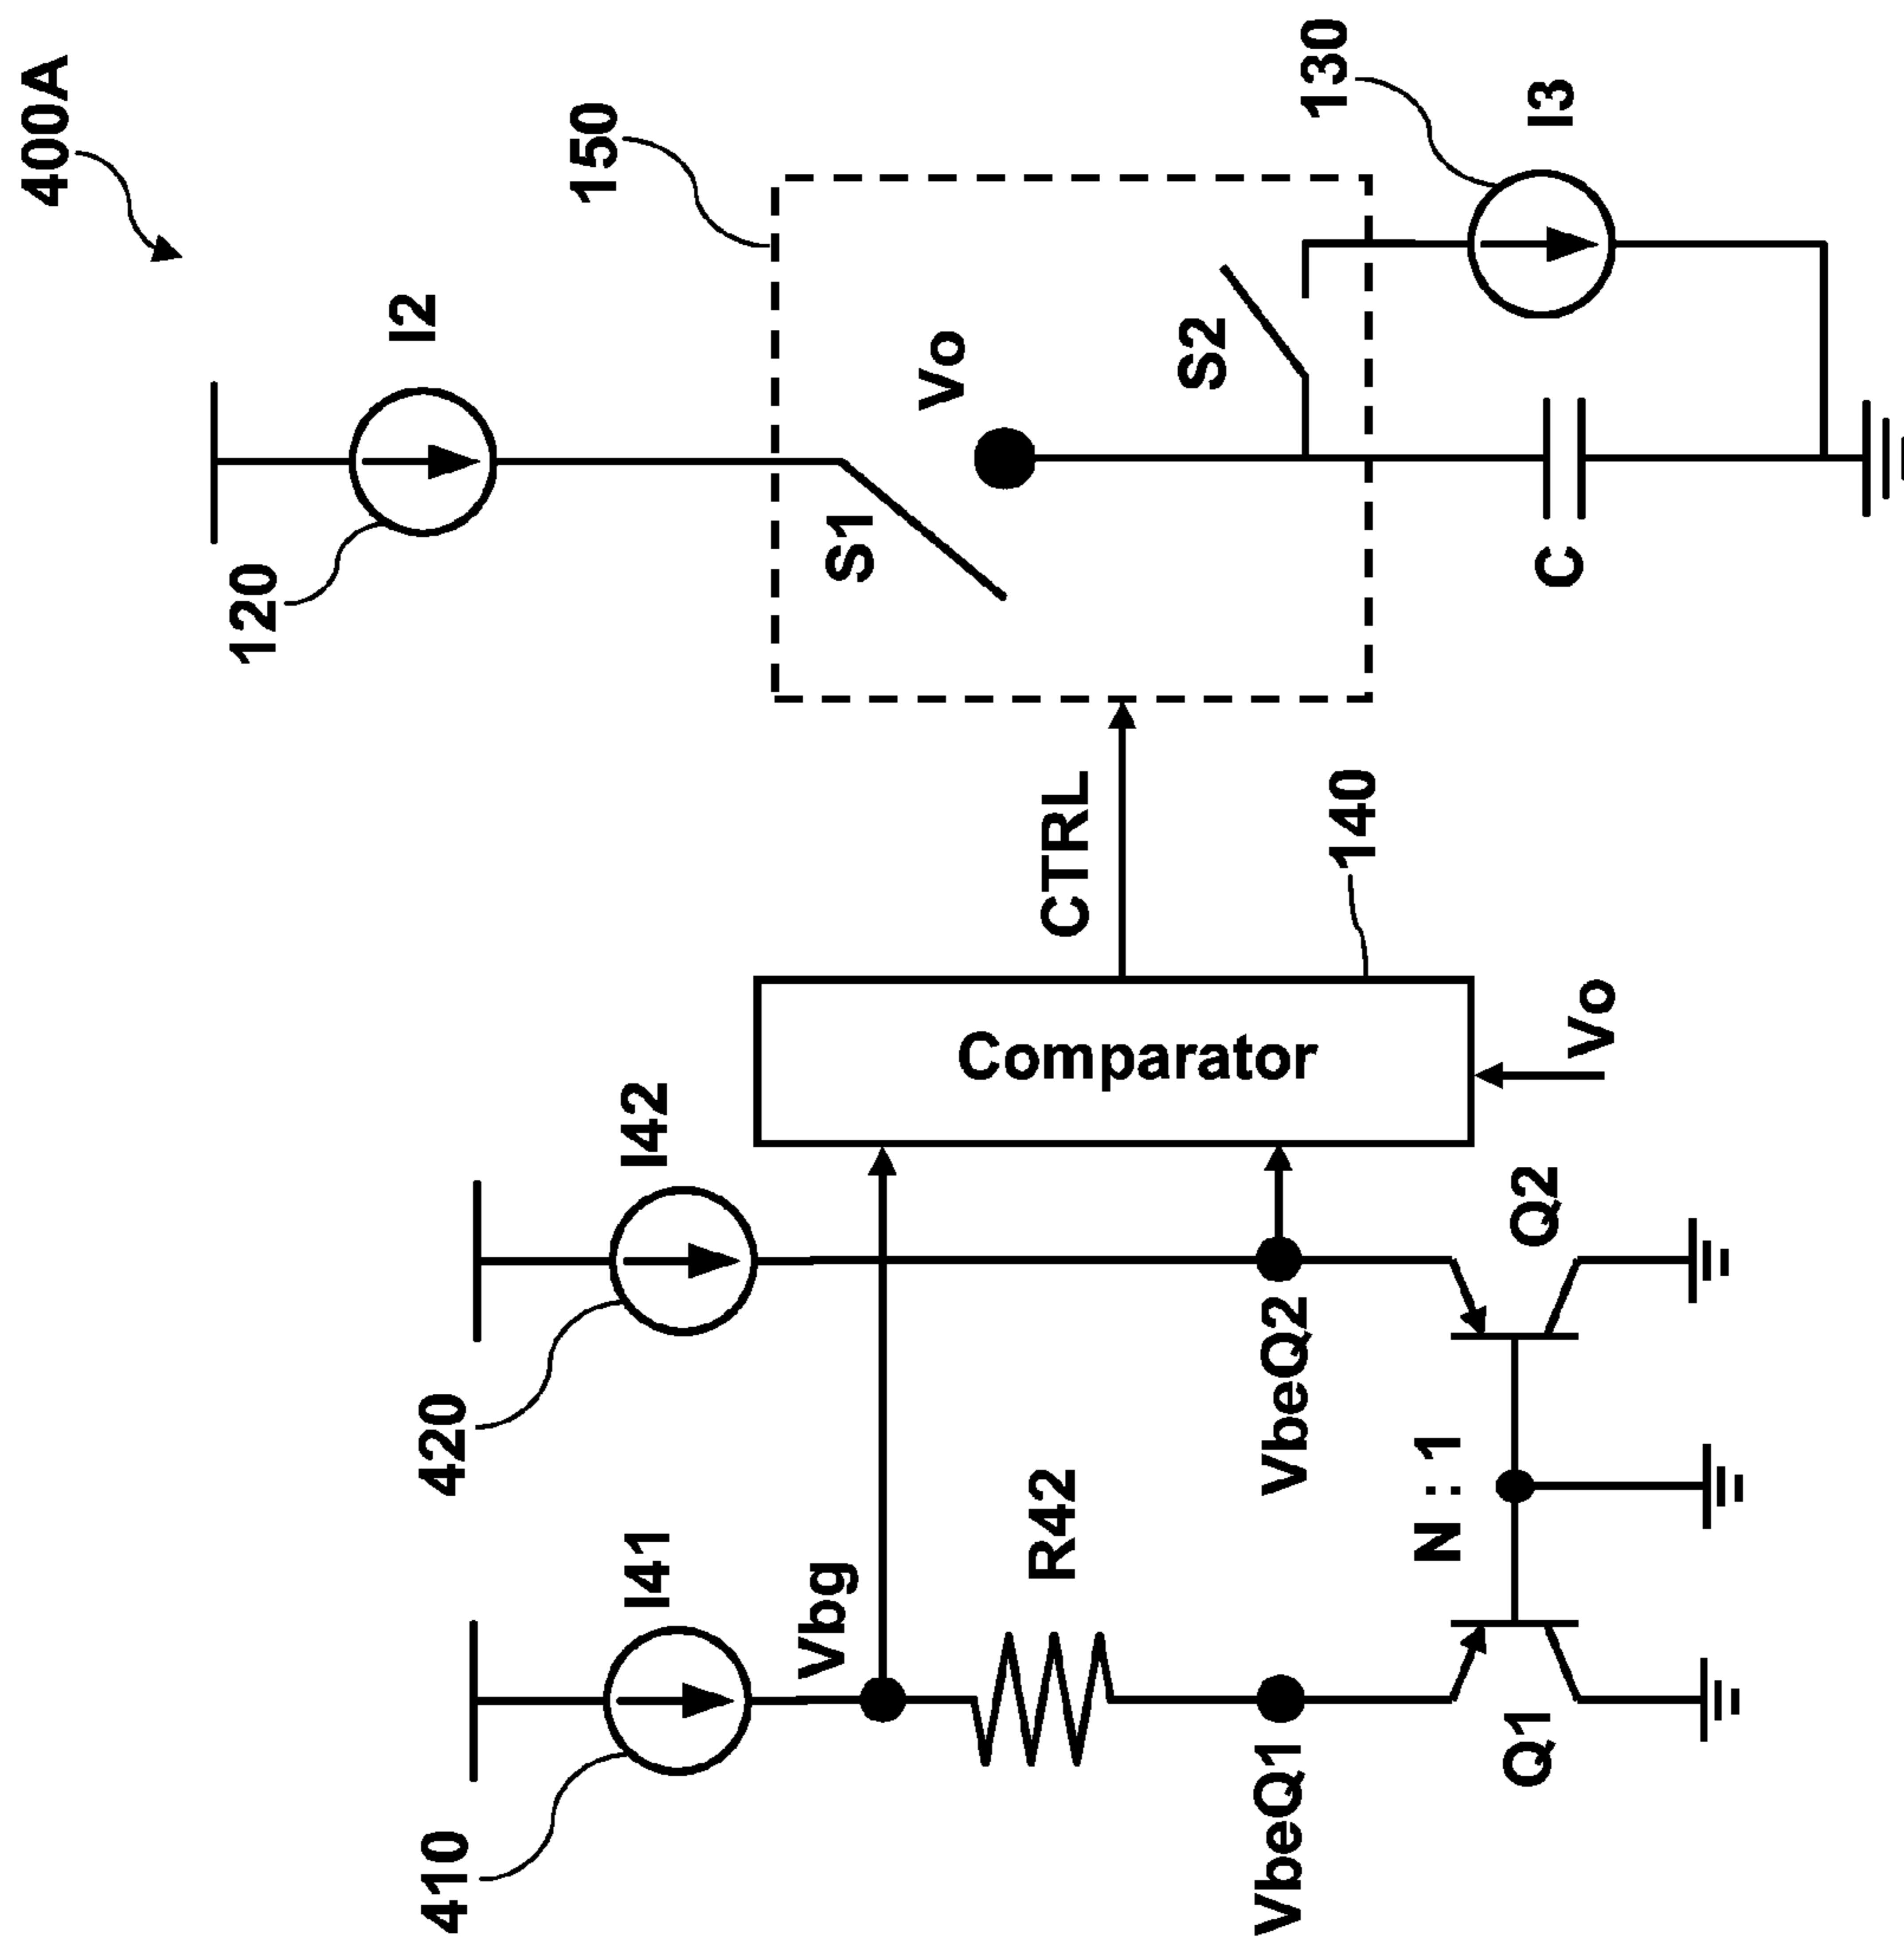 400A
120
I2
150
S1
Vo
S2
130
I3
C
CTRL
140
Comparator
Vo
410
I41
420
I42
Vbg
R42
VbeQ1
VbeQ2
N : 1
Q1
Q2